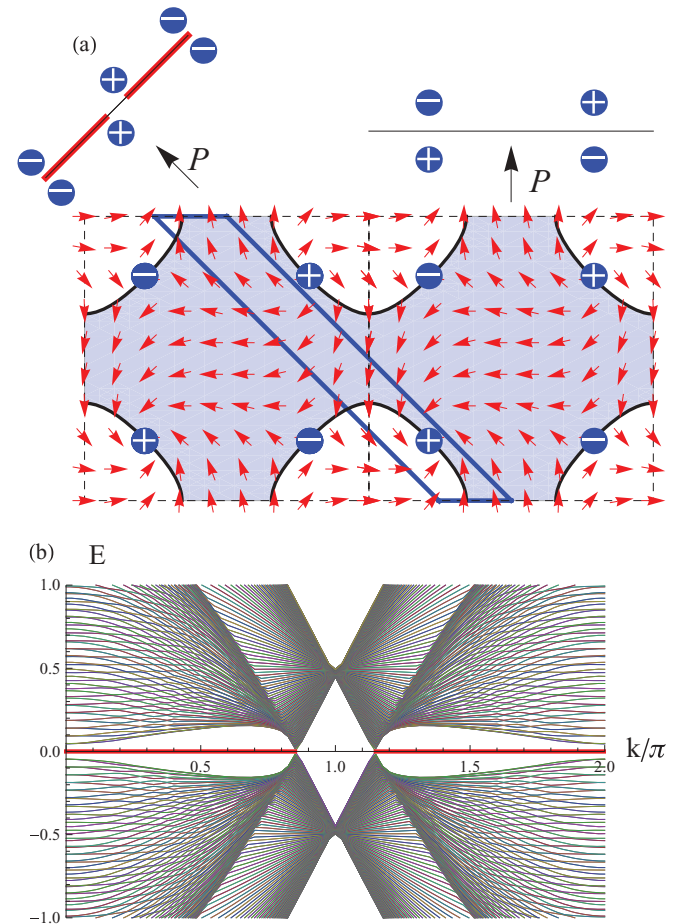 (a)
− −
+ +
− −
P
− +
+ −
P
− + − +
+ − + −
(b) E
1.0
0.5
0.0
0.5 1.0 1.5 2.0
k/π
−0.5
−1.0